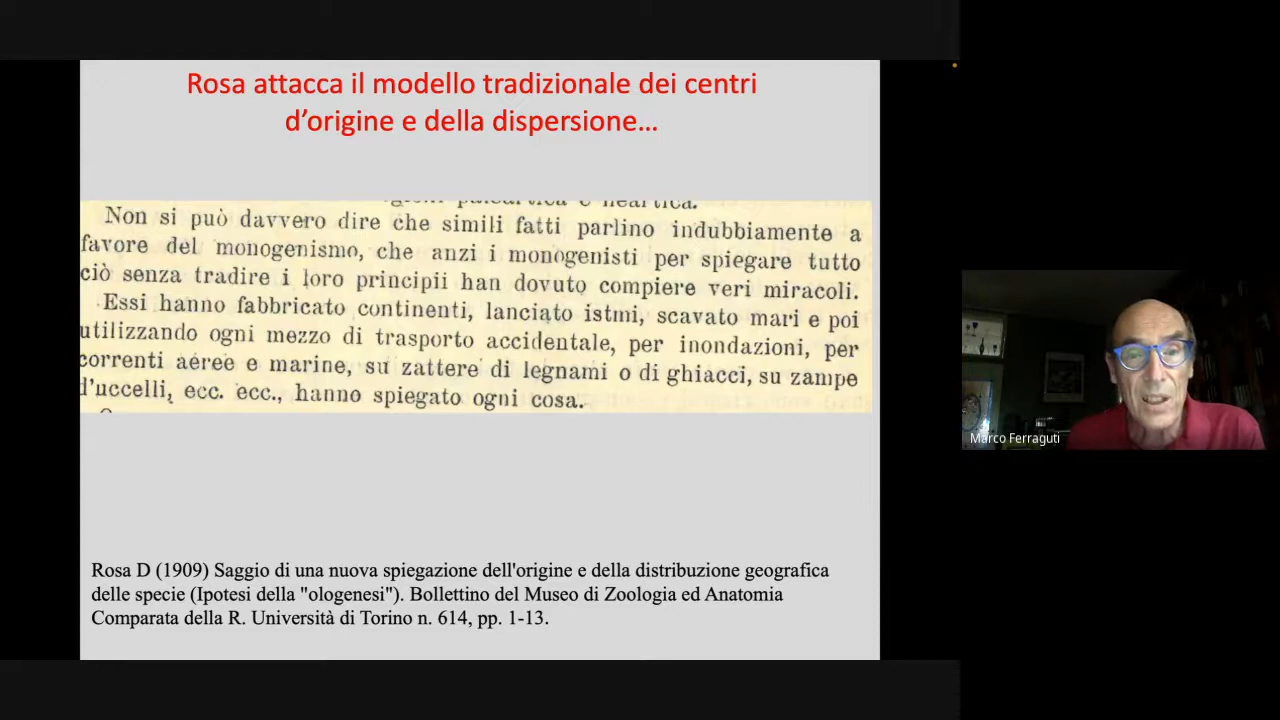 Rosa attacca il modello tradizionale dei centri
d’origine e della dispersione…
Non si può davvero dire che simili fatti parlino indubbiamente a
favore del monogenismo, che anzi i monogenisti per spiegare tutto
ciò senza tradire i loro principii han dovuto compiere veri miracoli.
Essi hanno fabbricato continenti, lanciato istmi, scavato mari e poi
utilizzando ogni mezzo di trasporto accidentale, per inondazioni, per
correnti aeree e marine, su zattere di legnami o di ghiacci, su zampe
d'uccelli, ecc. ecc., hanno spiegato ogni cosa.
Marco Ferraguti
Rosa D (1909) Saggio di una nuova spiegazione dell'origine e della distribuzione geografica
delle specie (Ipotesi della "ologenesi"). Bollettino del Museo di Zoologia ed Anatomia
Comparata della R. Università di Torino n. 614, pp. 1-13.